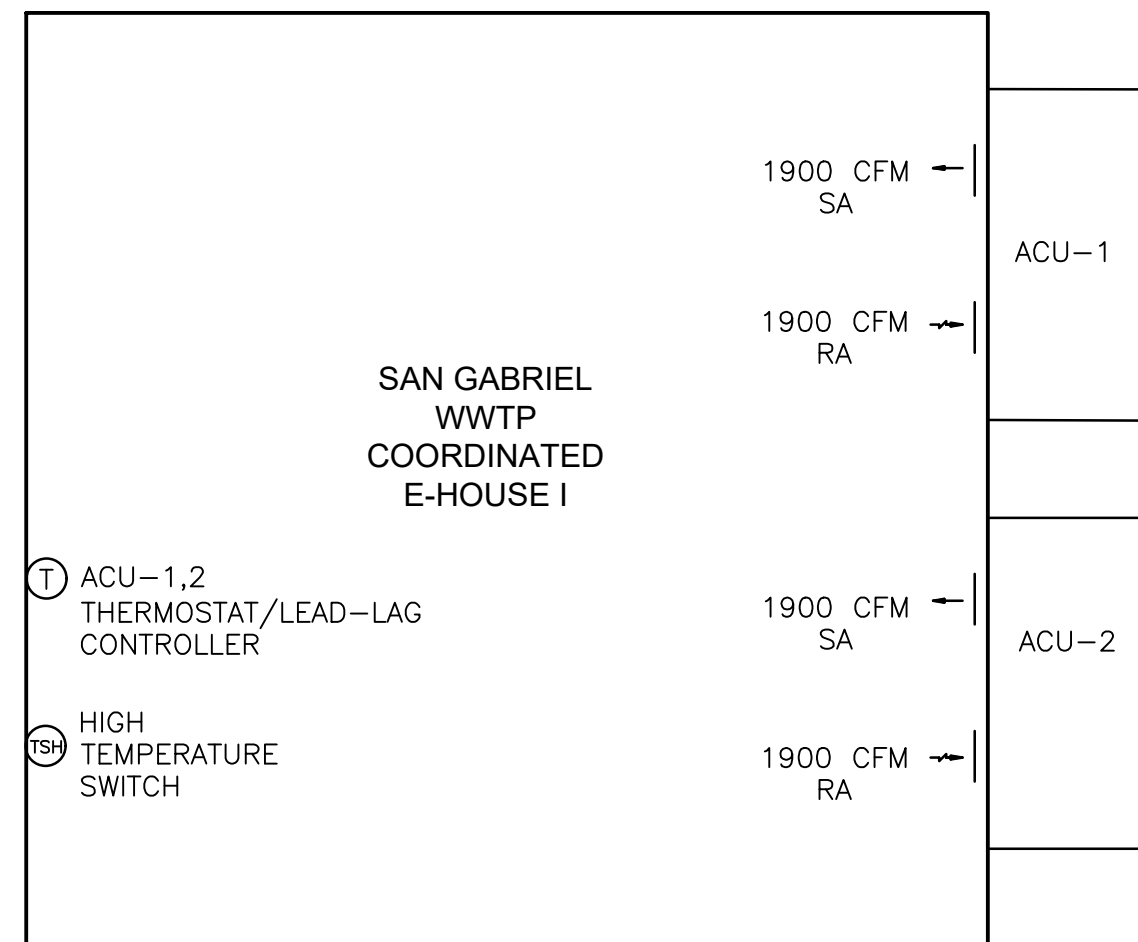 1900 CFM
SA
ACU-1
1900 CFM
RA
SAN GABRIEL
WWTP
COORDINATED
E-HOUSE I
T
ACU-1,2
THERMOSTAT/LEAD-LAG
CONTROLLER
1900 CFM
SA
ACU-2
TSH
HIGH
TEMPERATURE
SWITCH
1900 CFM
RA